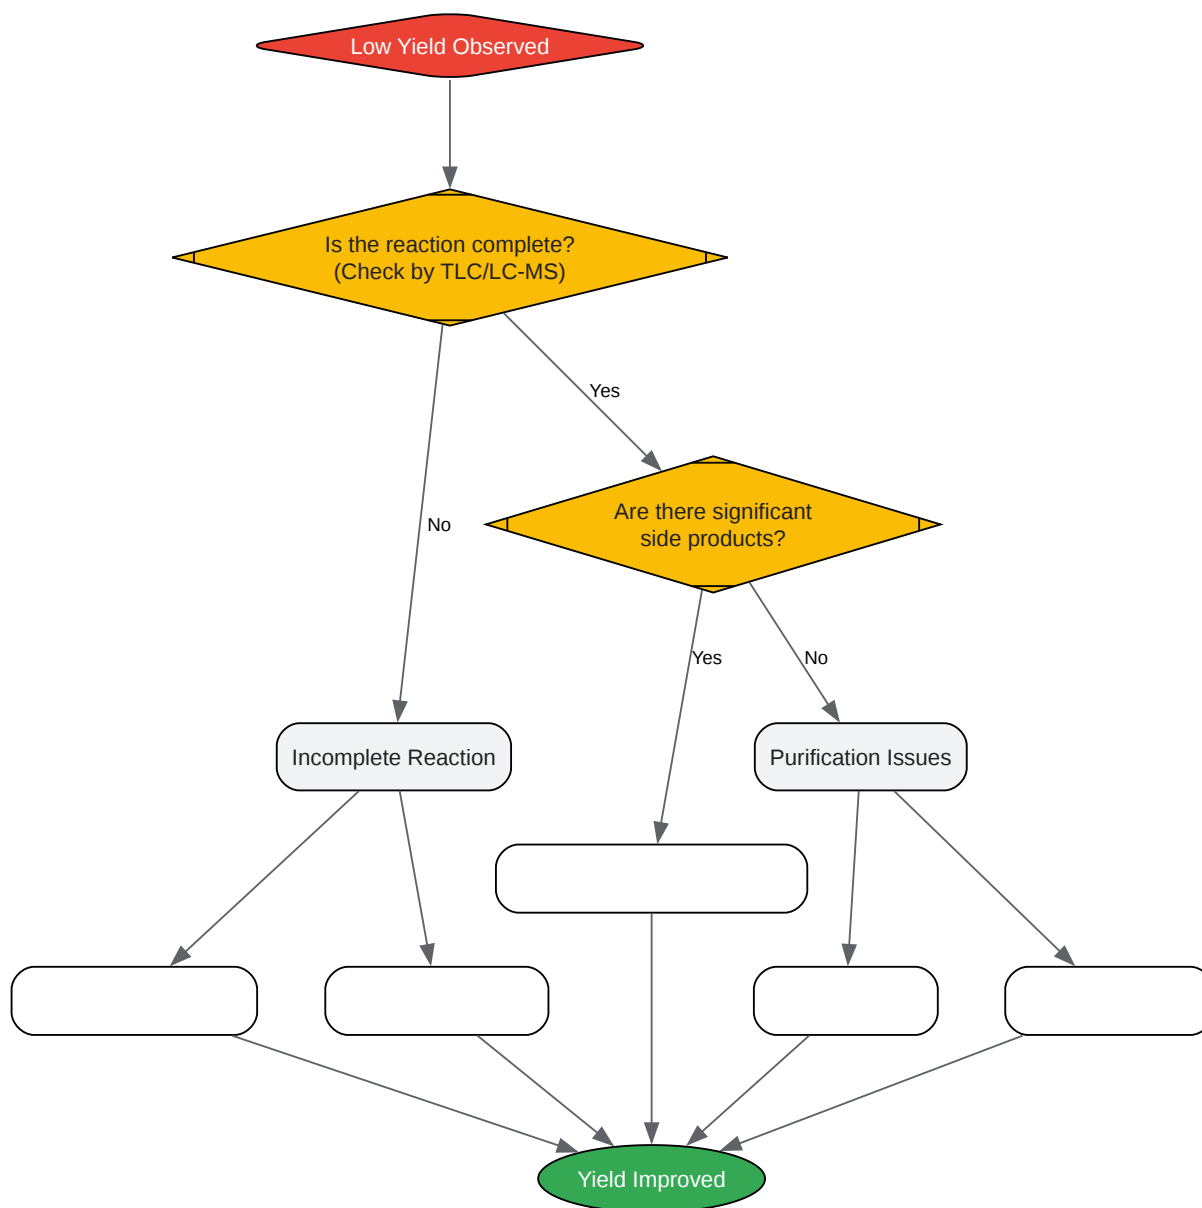 Low Yield Observed
Is the reaction complete?
(Check by TLC/LC-MS)
Yes
No
Are there significant
side products?
Yes
No
Incomplete Reaction
Purification Issues
Yield Improved